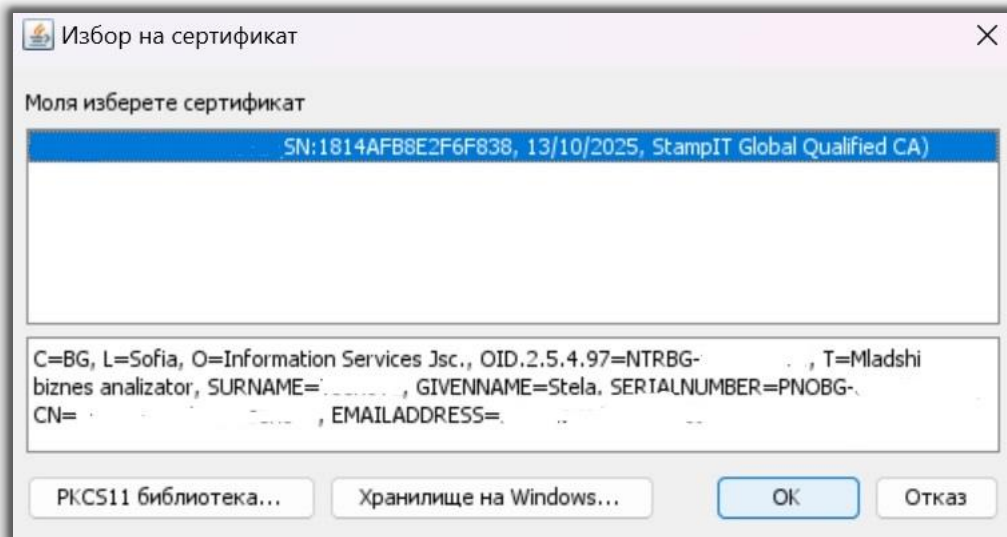 Избор на сертификат
Моля изберете сертификат
SN:1814AFB8E2F6F838, 13/10/2025, StampIT Global Qualified CA)
C=BG, L=Sofia, O=Information Services Jsc., OID.2.5.4.97=NTRBG- , T=Mladshi
biznes analizator, SURNAME= , GIVENNAME=Stela, SERIALNUMBER=PNOBG-
CN= , EMAILADDRESS=
PKCS11 библиотека... Хранилище на Windows... OK Отказ